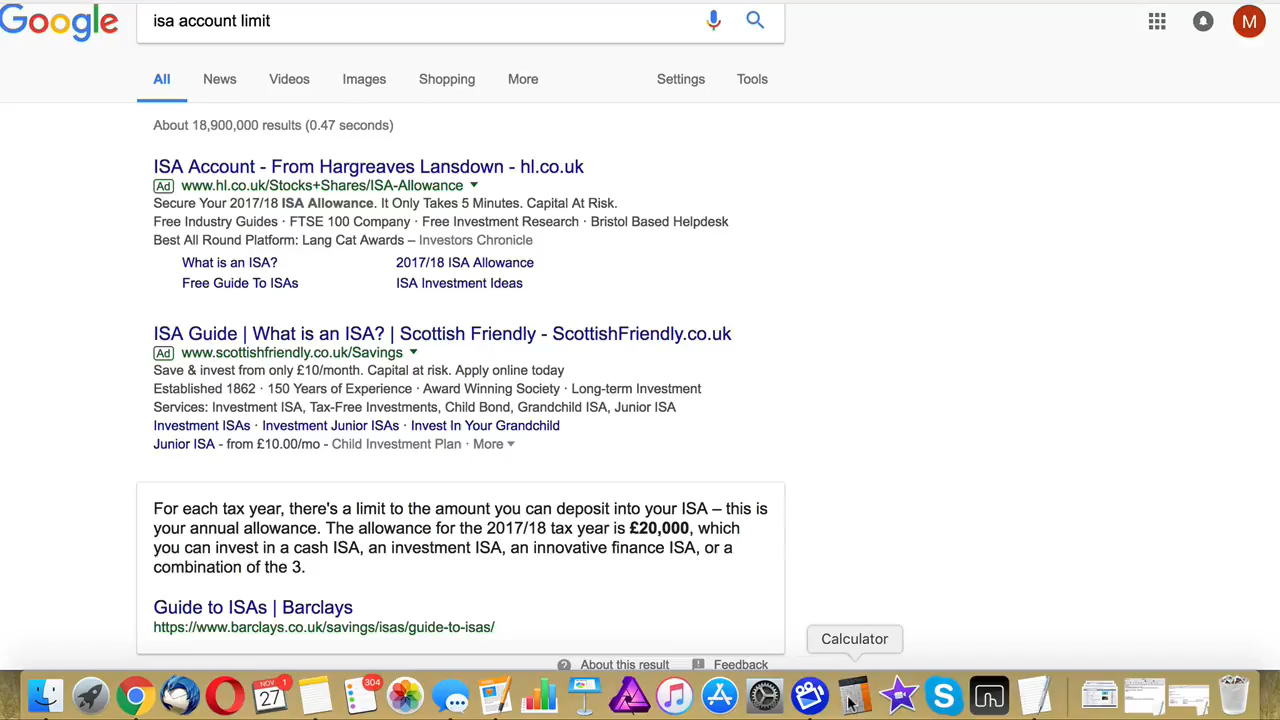 Google
isa account limit
M
All News Videos Images Shopping More Settings Tools
About 18,900,000 results (0.47 seconds)
ISA Account - From Hargreaves Lansdown - hl.co.uk
Ad www.hl.co.uk/Stocks+Shares/ISA-Allowance
Secure Your 2017/18 ISA Allowance. It Only Takes 5 Minutes. Capital At Risk.
Free Industry Guides · FTSE 100 Company · Free Investment Research · Bristol Based Helpdesk
Best All Round Platform: Lang Cat Awards – Investors Chronicle
What is an ISA? 2017/18 ISA Allowance
Free Guide To ISAs ISA Investment Ideas
ISA Guide | What is an ISA? | Scottish Friendly - ScottishFriendly.co.uk
Ad www.scottishfriendly.co.uk/Savings
Save & invest from only £10/month. Capital at risk. Apply online today
Established 1862 · 150 Years of Experience · Award Winning Society · Long-term Investment
Services: Investment ISA, Tax-Free Investments, Child Bond, Grandchild ISA, Junior ISA
Investment ISAs · Investment Junior ISAs · Invest In Your Grandchild
Junior ISA - from £10.00/mo - Child Investment Plan · More
For each tax year, there's a limit to the amount you can deposit into your ISA – this is
your annual allowance. The allowance for the 2017/18 tax year is £20,000, which
you can invest in a cash ISA, an investment ISA, an innovative finance ISA, or a
combination of the 3.
Guide to ISAs | Barclays
https://www.barclays.co.uk/savings/isas/guide-to-isas/
Calculator
About this result Feedback
NOV 1 304
27